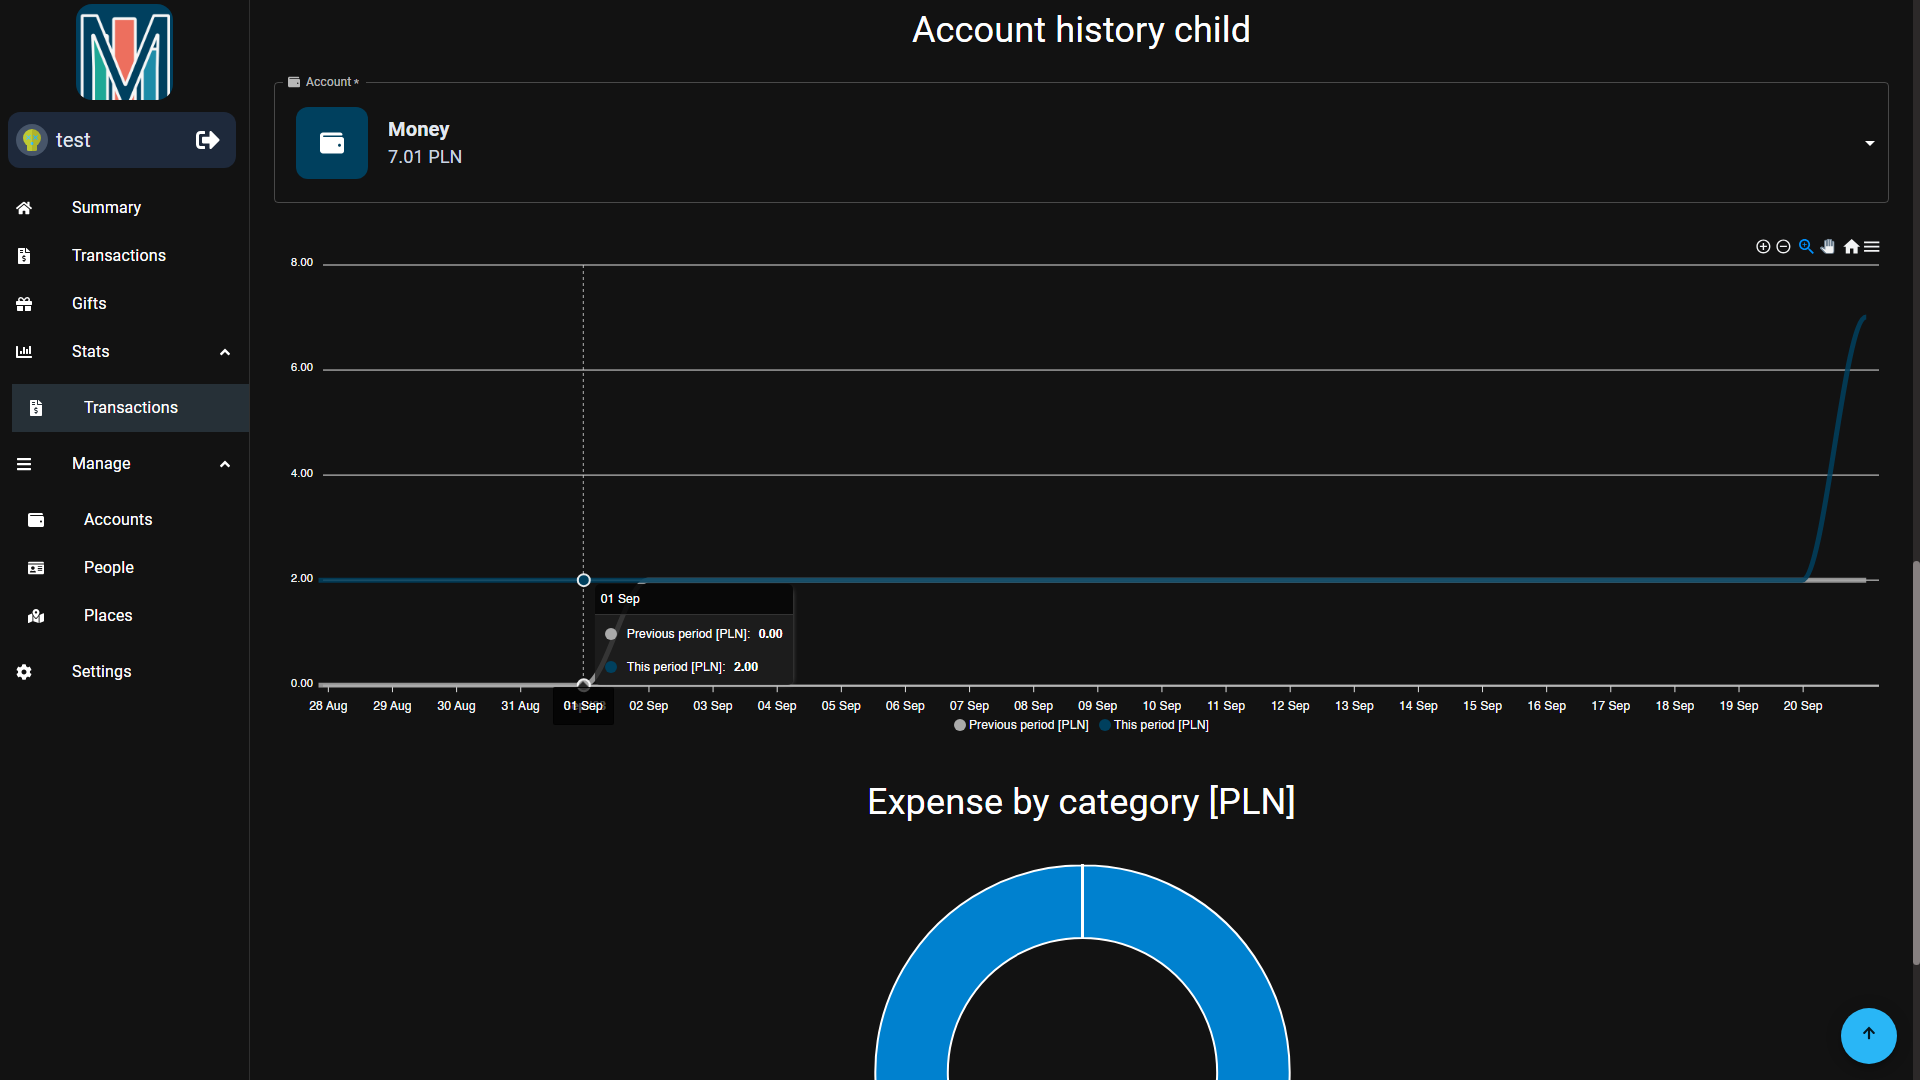 test
Summary
Transactions
Gifts
Stats
Transactions
Manage
Accounts
People
Places
Settings
Account history child
Account *
Money
7.01 PLN
8.00
6.00
4.00
2.00
0.00
01 Sep
Previous period [PLN]: 0.00
This period [PLN]: 2.00
28 Aug 29 Aug 30 Aug 31 Aug 01 Sep 02 Sep 03 Sep 04 Sep 05 Sep 06 Sep 07 Sep 08 Sep 09 Sep 10 Sep 11 Sep 12 Sep 13 Sep 14 Sep 15 Sep 16 Sep 17 Sep 18 Sep 19 Sep 20 Sep
Previous period [PLN] This period [PLN]
Expense by category [PLN]